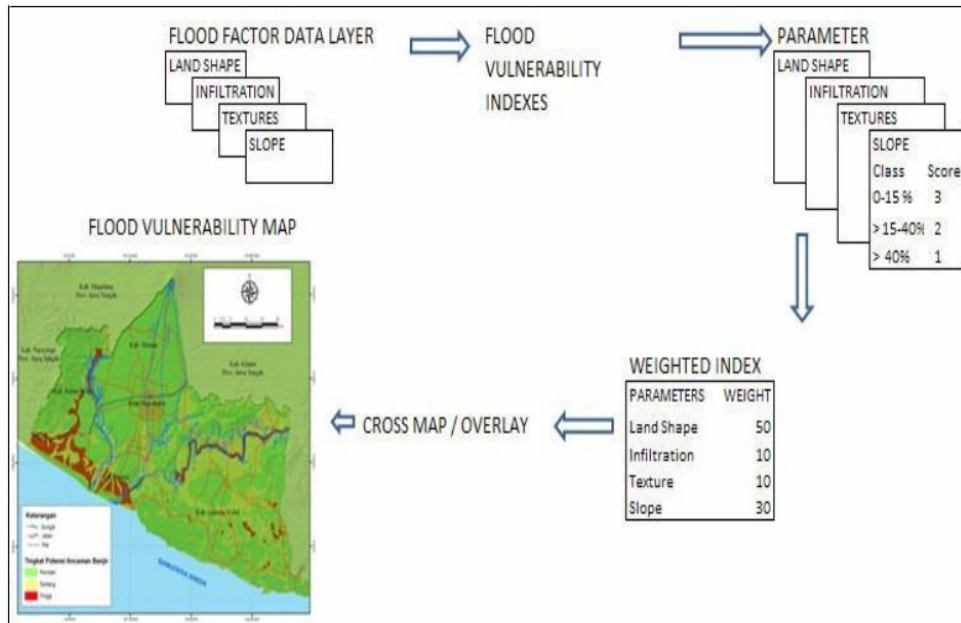 FLOOD FACTOR DATA LAYER
LAND SHAPE
INFILTRATION
TEXTURES
SLOPE
FLOOD
VULNERABILITY
INDEXES
PARAMETER
LAND SHAPE
INFILTRATION
TEXTURES
SLOPE
Class Score
0-15 % 3
> 15-40% 2
> 40% 1
WEIGHTED INDEX
PARAMETERS WEIGHT
Land Shape 50
Infiltration 10
Texture 10
Slope 30
CROSS MAP / OVERLAY
FLOOD VULNERABILITY MAP
Keterangan
Sungai
Jalan
Tingkat Potensi Ancaman Banjir
Rendah
Sedang
Tinggi